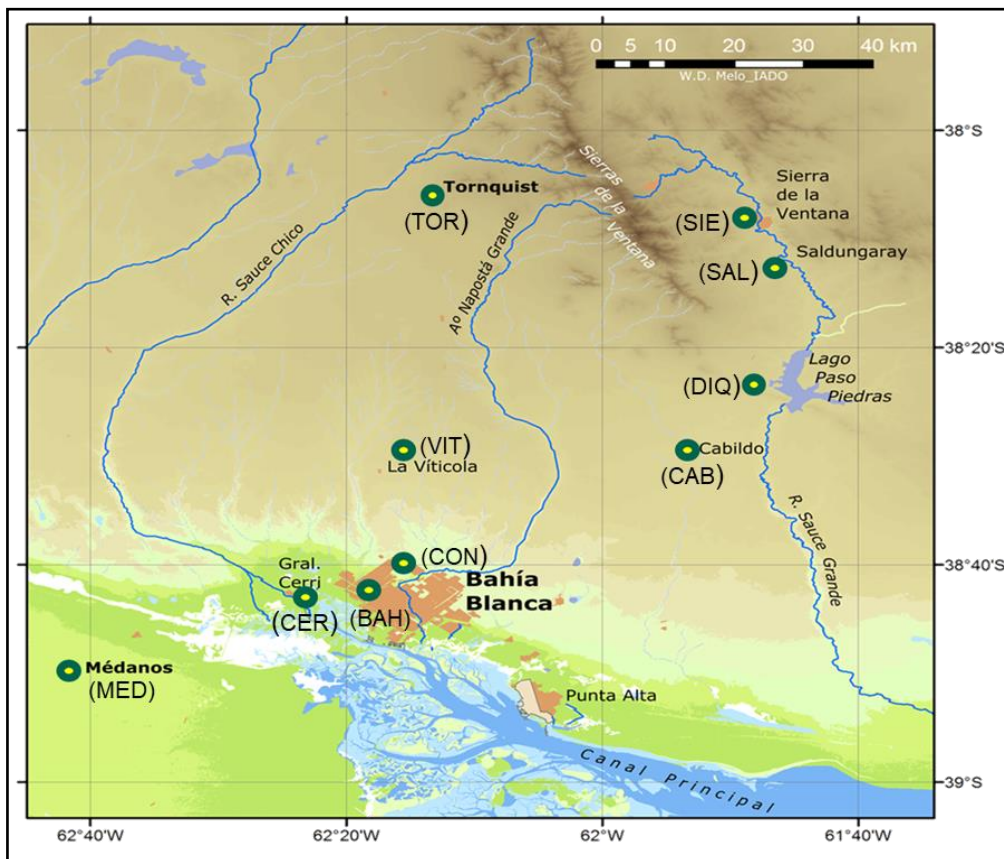 0 5 10 20 30 40 km
W.D. Melo_IADO
38°S
Sierras
de la
Ventana
Sierra
de la
Ventana
(SIE)
Tornquist
(TOR)
R. Sauce Chico
Aº Napostá Grande
Saldungaray
(SAL)
38°20'S
Lago
Paso
Piedras
(DIQ)
(VIT)
La Víticola
Cabildo
(CAB)
R. Sauce Grande
(CON)
38°40'S
Gral.
Cerri
(CER)
(BAH)
Bahía
Blanca
Médanos
(MED)
Punta Alta
Canal Principal
39°S
62°40'W 62°20'W 62°W 61°40'W